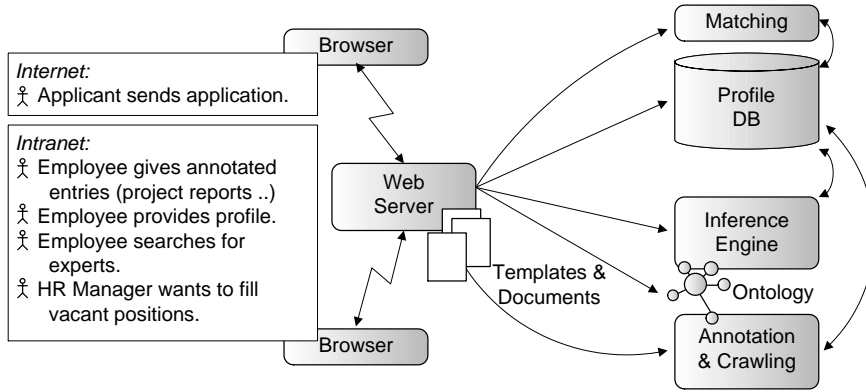 Browser
Internet:
Applicant sends application.
Intranet:
Employee gives annotated
entries (project reports ..)
Employee provides profile.
Employee searches for
experts.
HR Manager wants to fill
vacant positions.
Browser
Web
Server
Templates &
Documents
Matching
Profile
DB
Inference
Engine
Ontology
Annotation
& Crawling